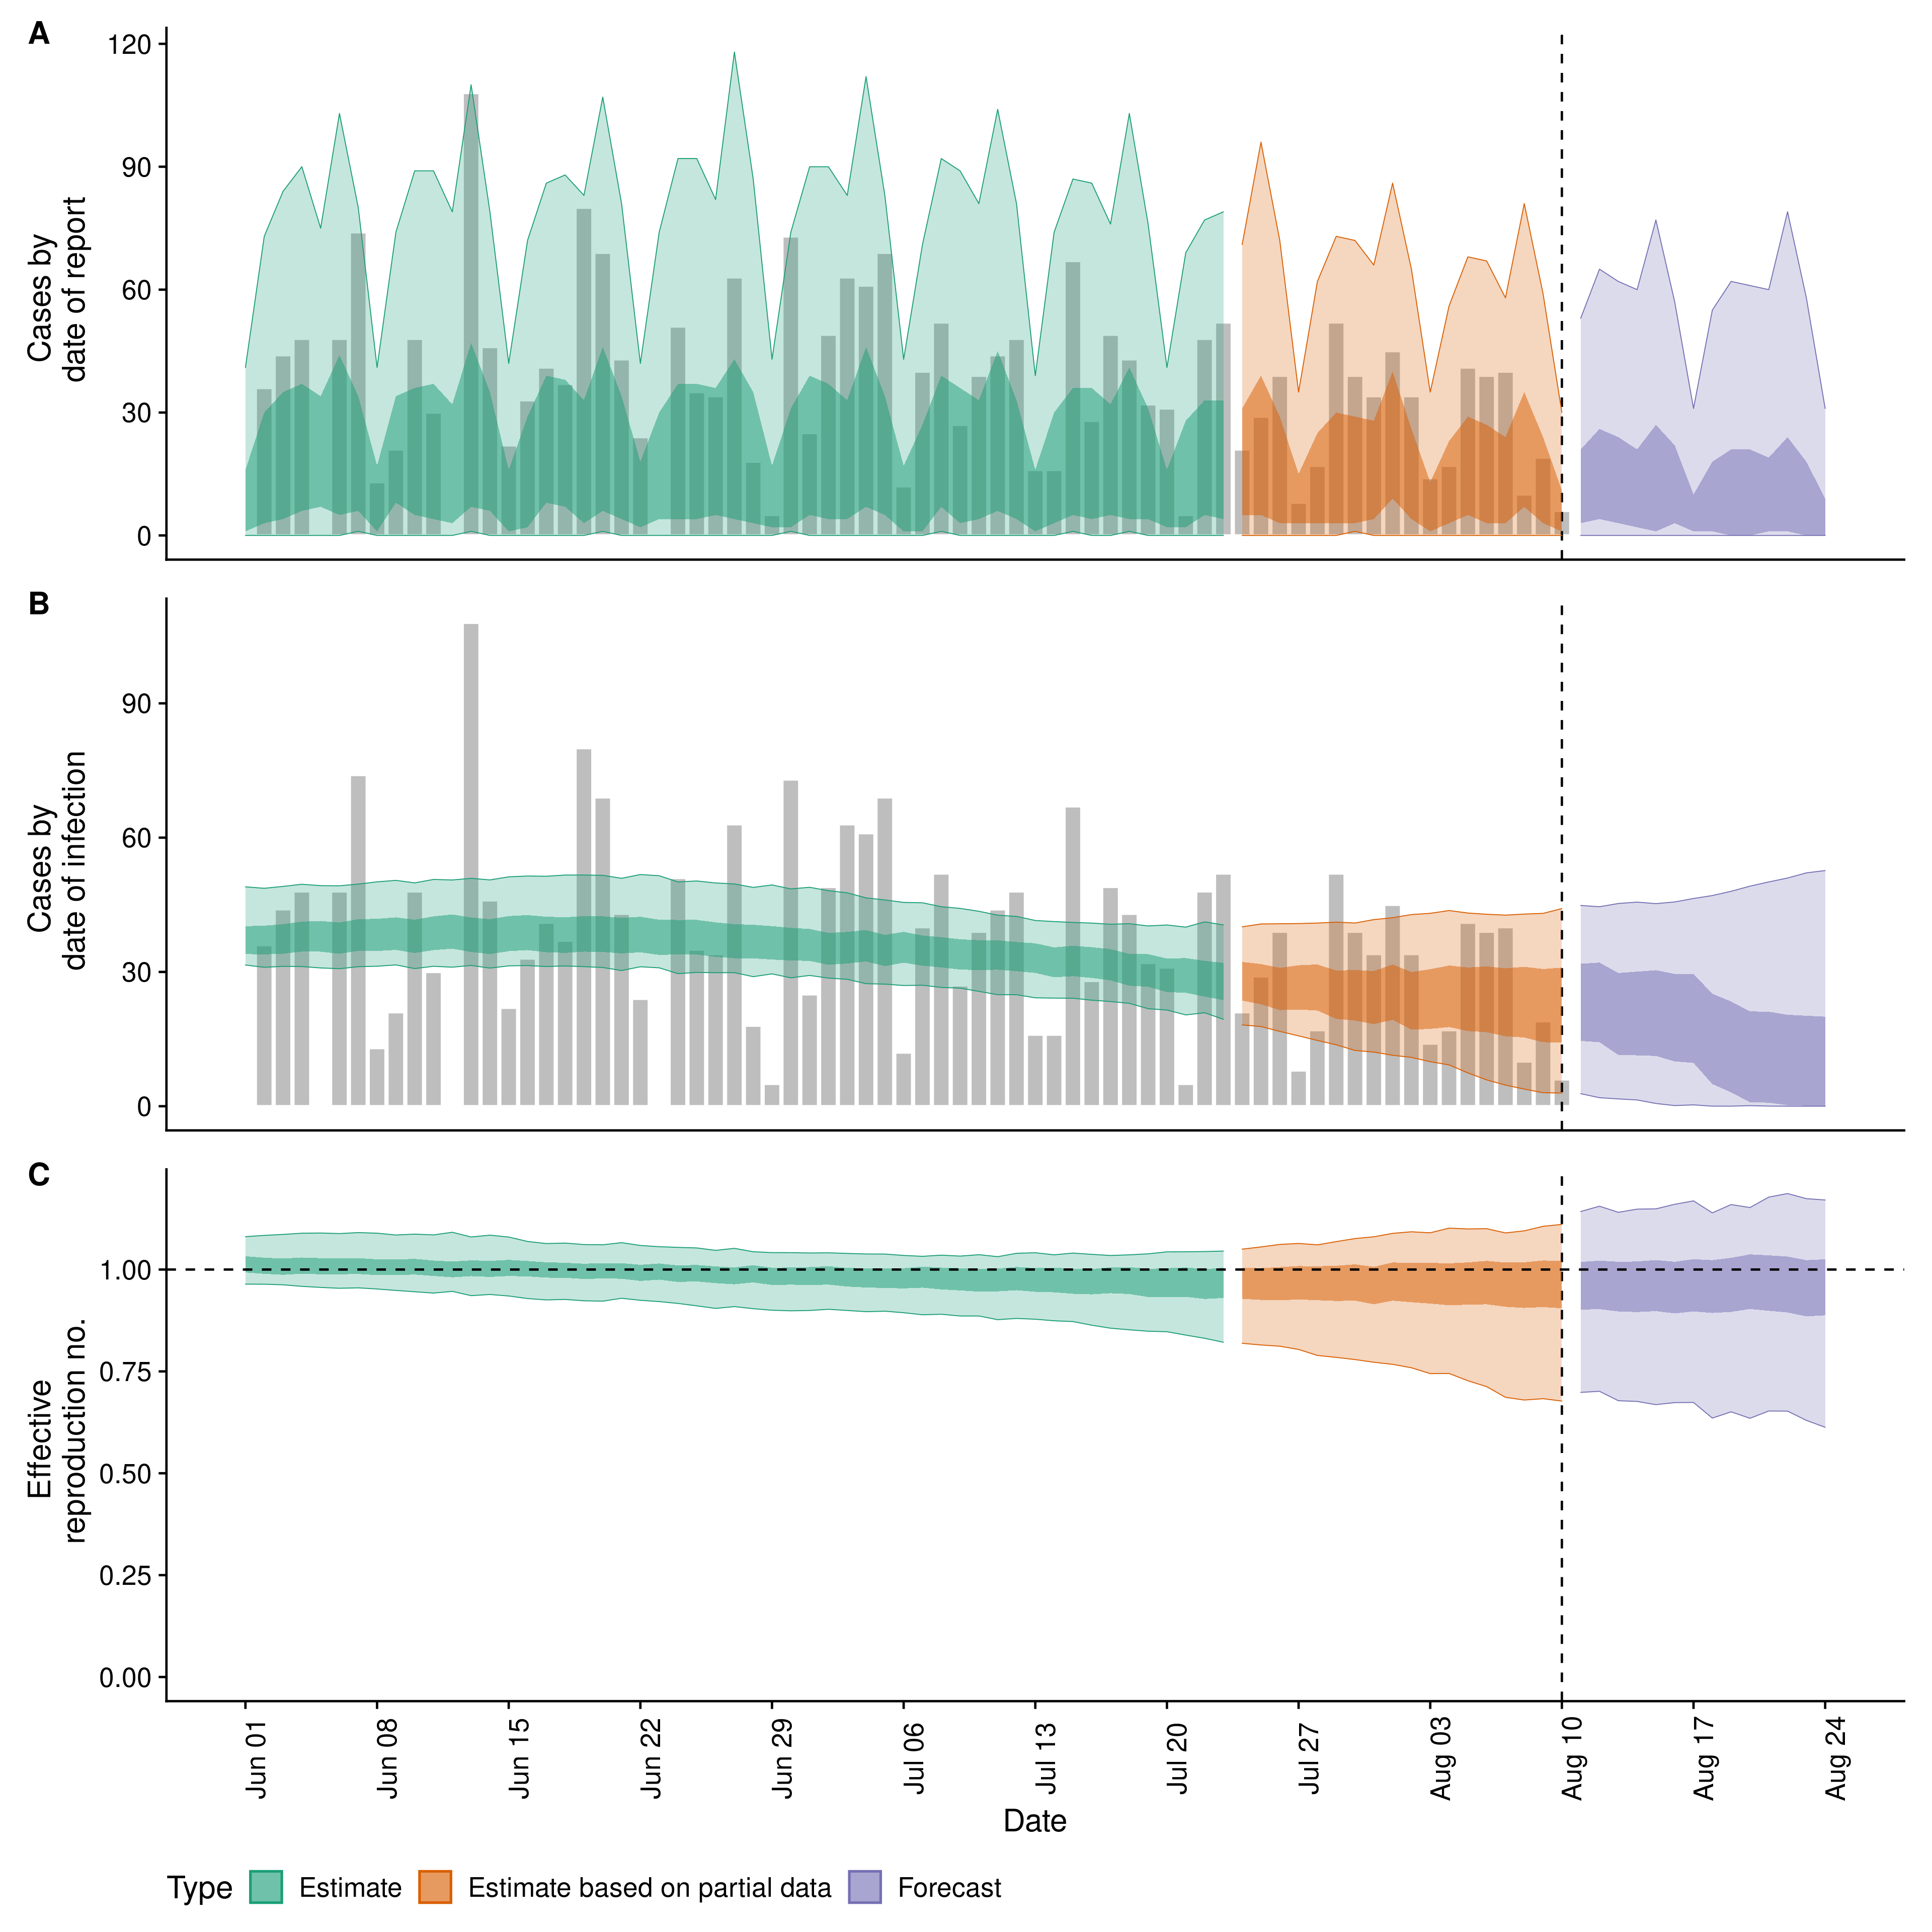 A
Cases by
date of report
120
90
60
30
0
B
Cases by
date of infection
90
60
30
0
C
Effective
reproduction no.
1.00
0.75
0.50
0.25
0.00
Jun 01
Jun 08
Jun 15
Jun 22
Jun 29
Jul 06
Jul 13
Jul 20
Jul 27
Aug 03
Aug 10
Aug 17
Aug 24
Date
Type Estimate Estimate based on partial data Forecast